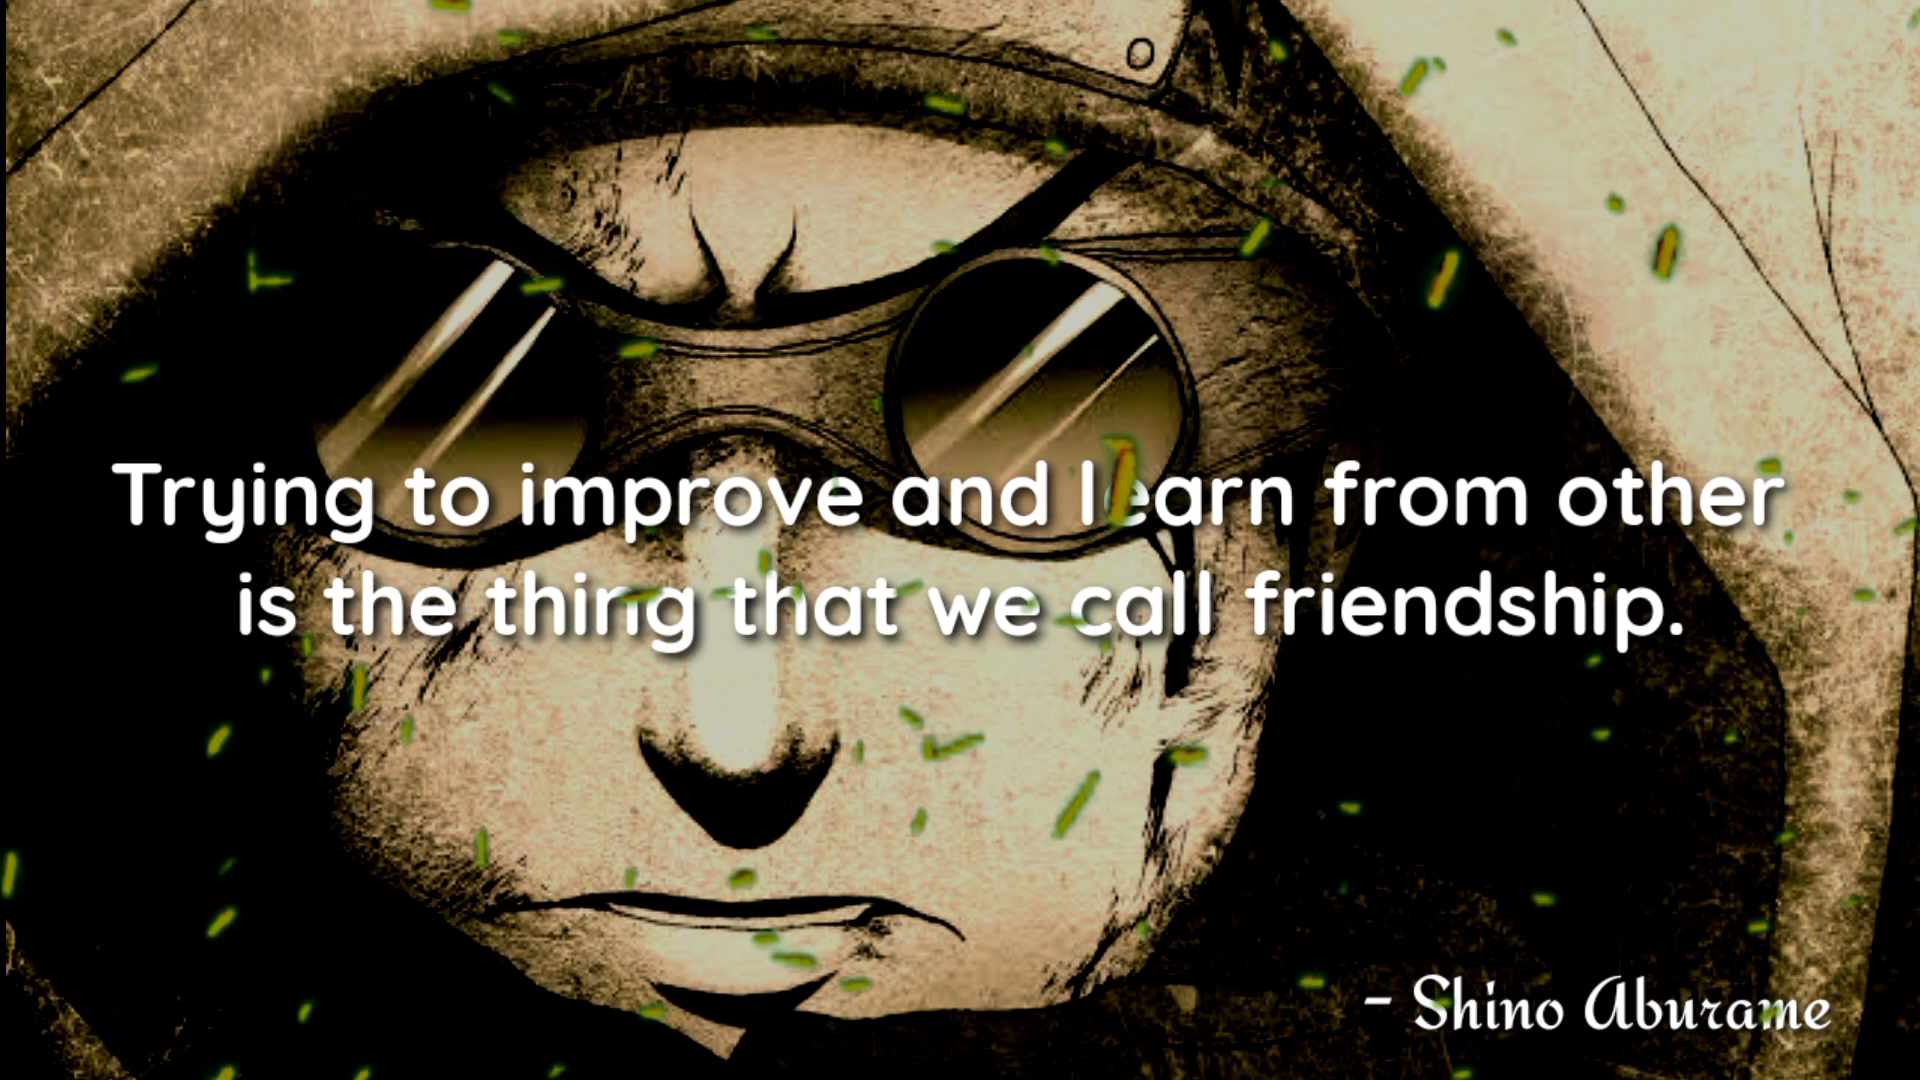 Trying to improve and learn from other
is the thing that we call friendship.
- Shino Aburame